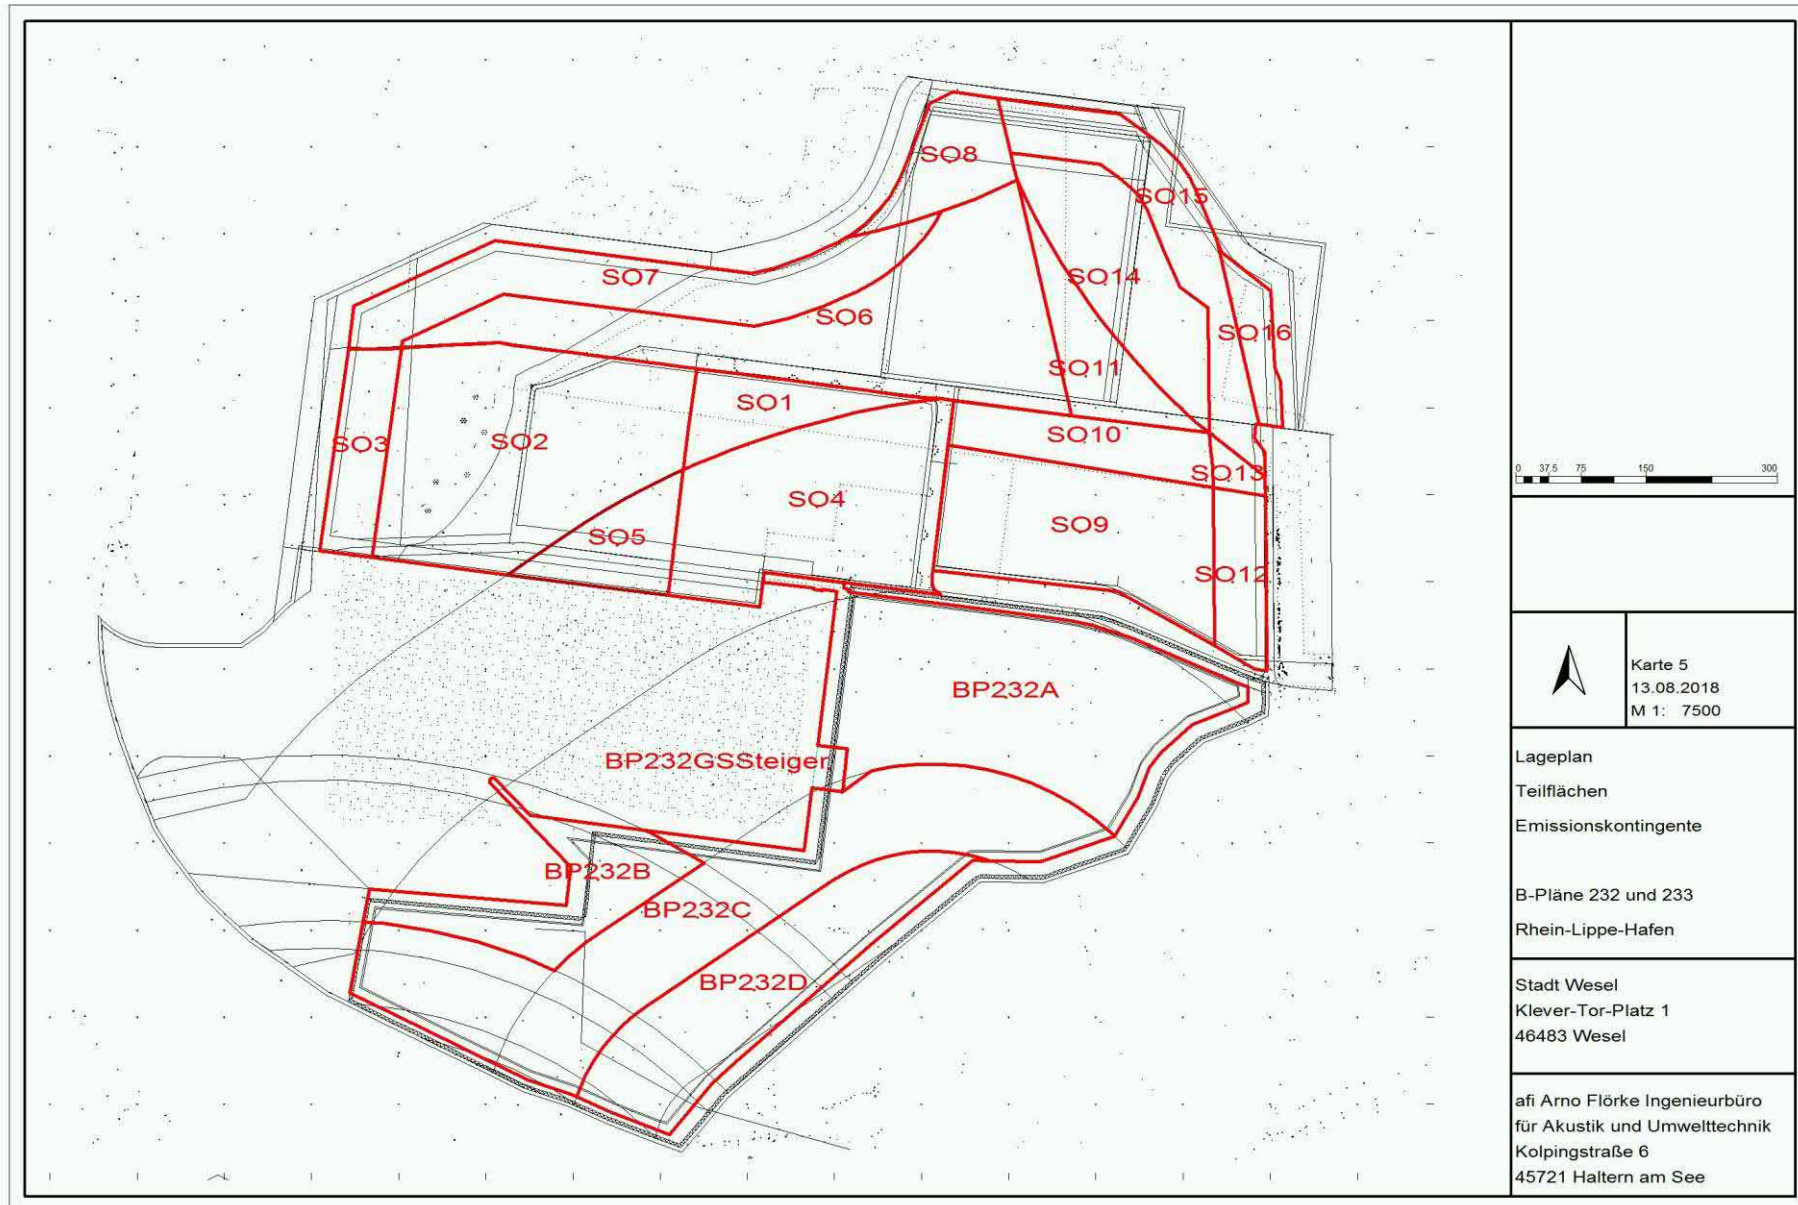 SO8
SO15
SO7
SO14
SO6
SO16
SO11
SO1
SO10
SO3
SO2
SO13
SO4
SO9
SO5
SO12
BP232A
BP232GSSteiger
BP232B
BP232C
BP232D
0 37,5 75 150 300
Karte 5
13.08.2018
M 1: 7500
Lageplan
Teilflächen
Emissionskontingente
B-Pläne 232 und 233
Rhein-Lippe-Hafen
Stadt Wesel
Klever-Tor-Platz 1
46483 Wesel
afi Arno Flörke Ingenieurbüro
für Akustik und Umwelttechnik
Kolpingstraße 6
45721 Haltern am See